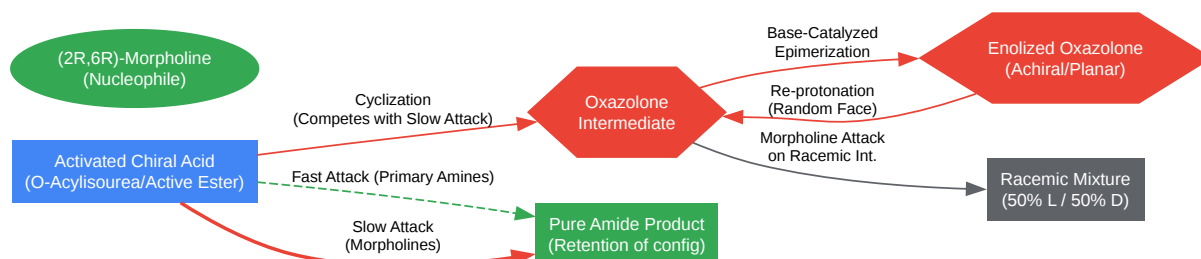 (2R,6R)-Morpholine
(Nucleophile)
Activated Chiral Acid
(O-Acylisourea/Active Ester)
Cyclization
(Competes with Slow Attack)
Fast Attack (Primary Amines)
Slow Attack
(Morpholines)
Oxazolone
Intermediate
Pure Amide Product
(Retention of config)
Base-Catalyzed
Epimerization
Re-protonation
(Random Face)
Morpholine Attack
on Racemic Int.
Enolized Oxazolone
(Achiral/Planar)
Racemic Mixture
(50% L / 50% D)